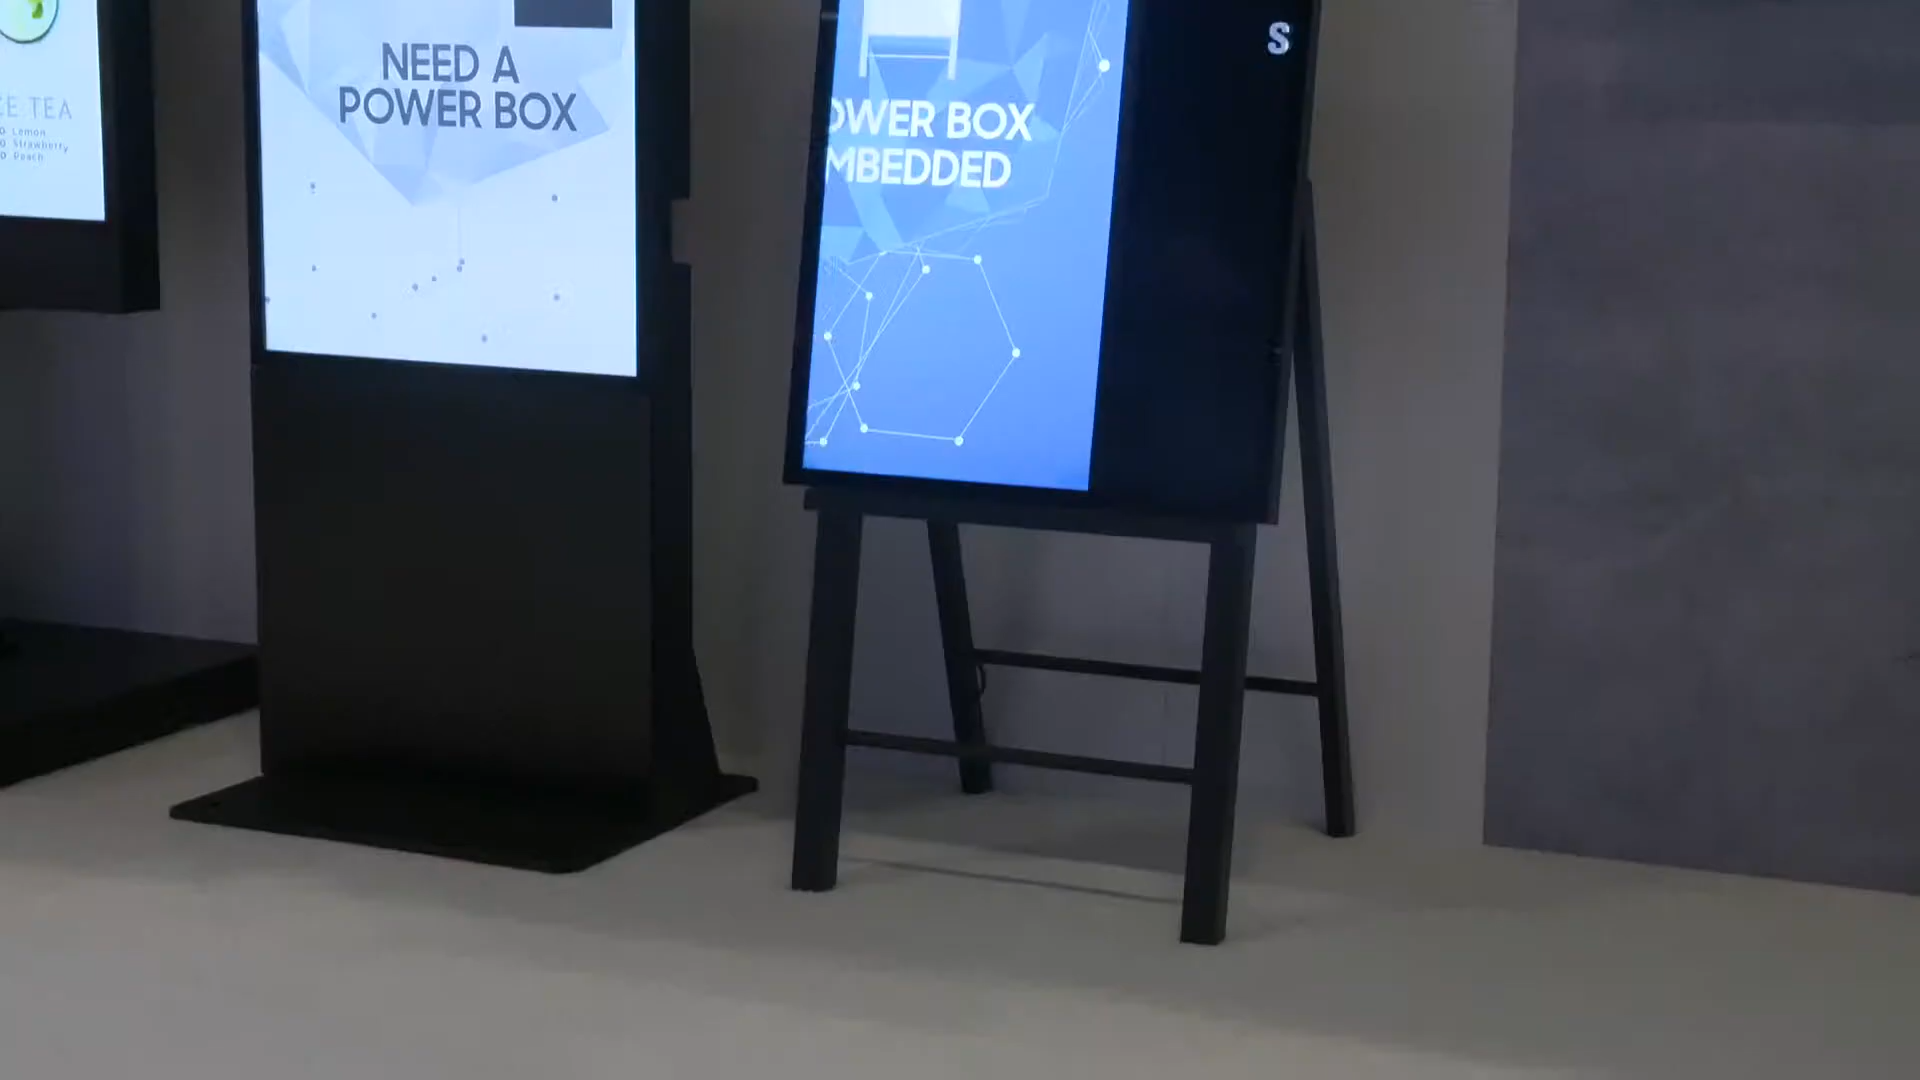 CE TEA
Lemon
Strawberry
Peach
NEED A
POWER BOX
OWER BOX
MBEDDED
S